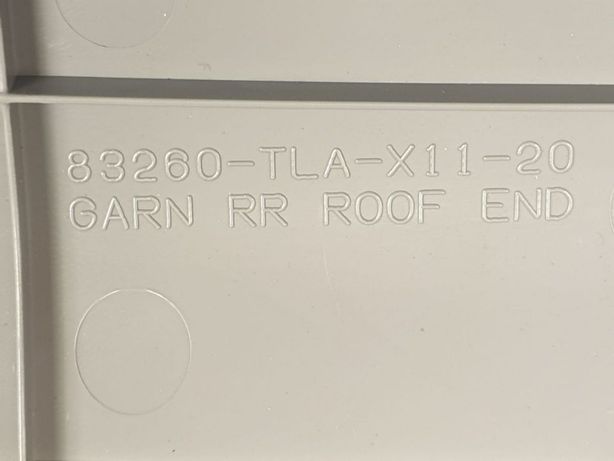 83260-TLA-X11-20
GARN RR ROOF END